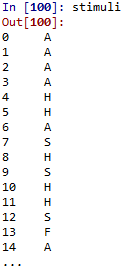 In [100]: stimuli
Out[100]:
0 A
1 A
2 A
3 A
4 H
5 H
6 A
7 S
8 H
9 S
10 H
11 H
12 S
13 F
14 A
...